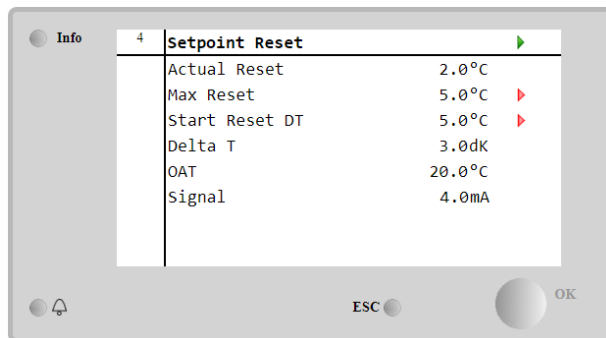 Info
4 Setpoint Reset
Actual Reset 2.0°C
Max Reset 5.0°C
Start Reset DT 5.0°C
Delta T 3.0dK
OAT 20.0°C
Signal 4.0mA
ESC OK